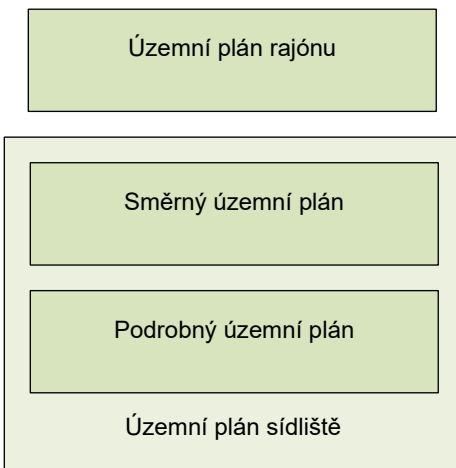 Územní plán rajónu
Směrný územní plán
Podrobný územní plán
Územní plán sídliště